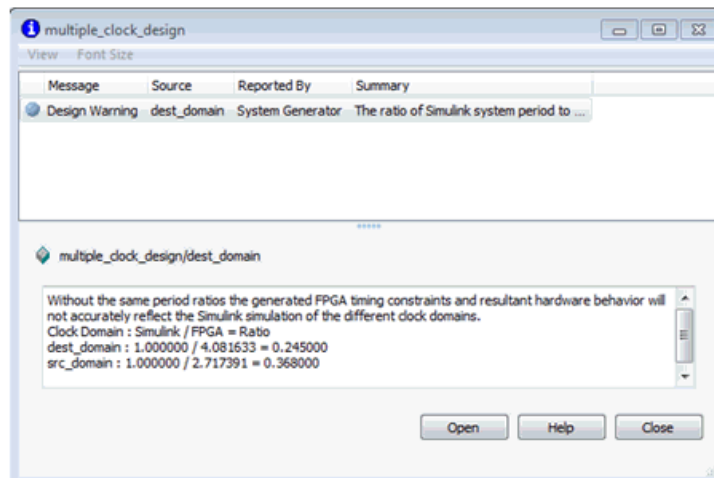 multiple_clock_design
View Font Size
Message Source Reported By Summary
Design Warning dest_domain System Generator The ratio of Simulink system period to ...
multiple_clock_design/dest_domain
Without the same period ratios the generated FPGA timing constraints and resultant hardware behavior will
not accurately reflect the Simulink simulation of the different clock domains.
Clock Domain : Simulink / FPGA = Ratio
dest_domain : 1.000000 / 4.081633 = 0.245000
src_domain : 1.000000 / 2.717391 = 0.368000
Open Help Close